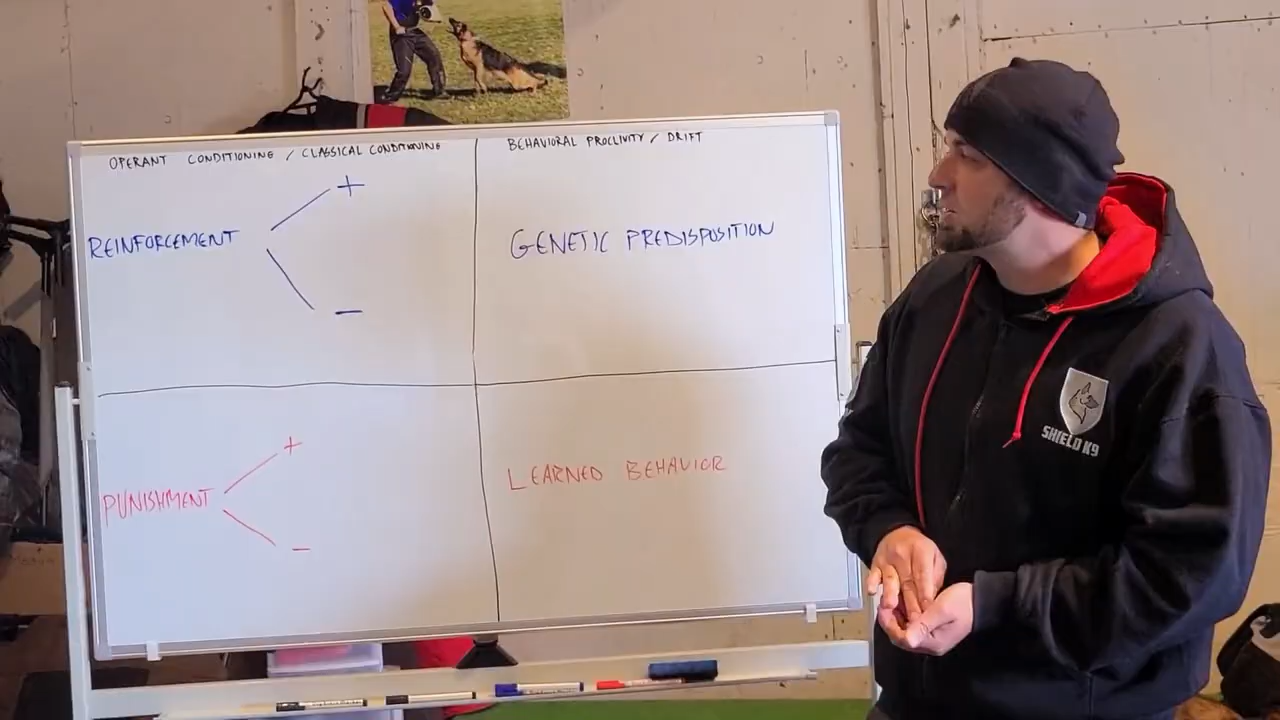 OPERANT CONDITIONING / CLASSICAL CONDITIONING
REINFORCEMENT
+
-
PUNISHMENT
+
-
BEHAVIORAL PROCLIVITY / DRIFT
GENETIC PREDISPOSITION
LEARNED BEHAVIOR
SHIELD K9